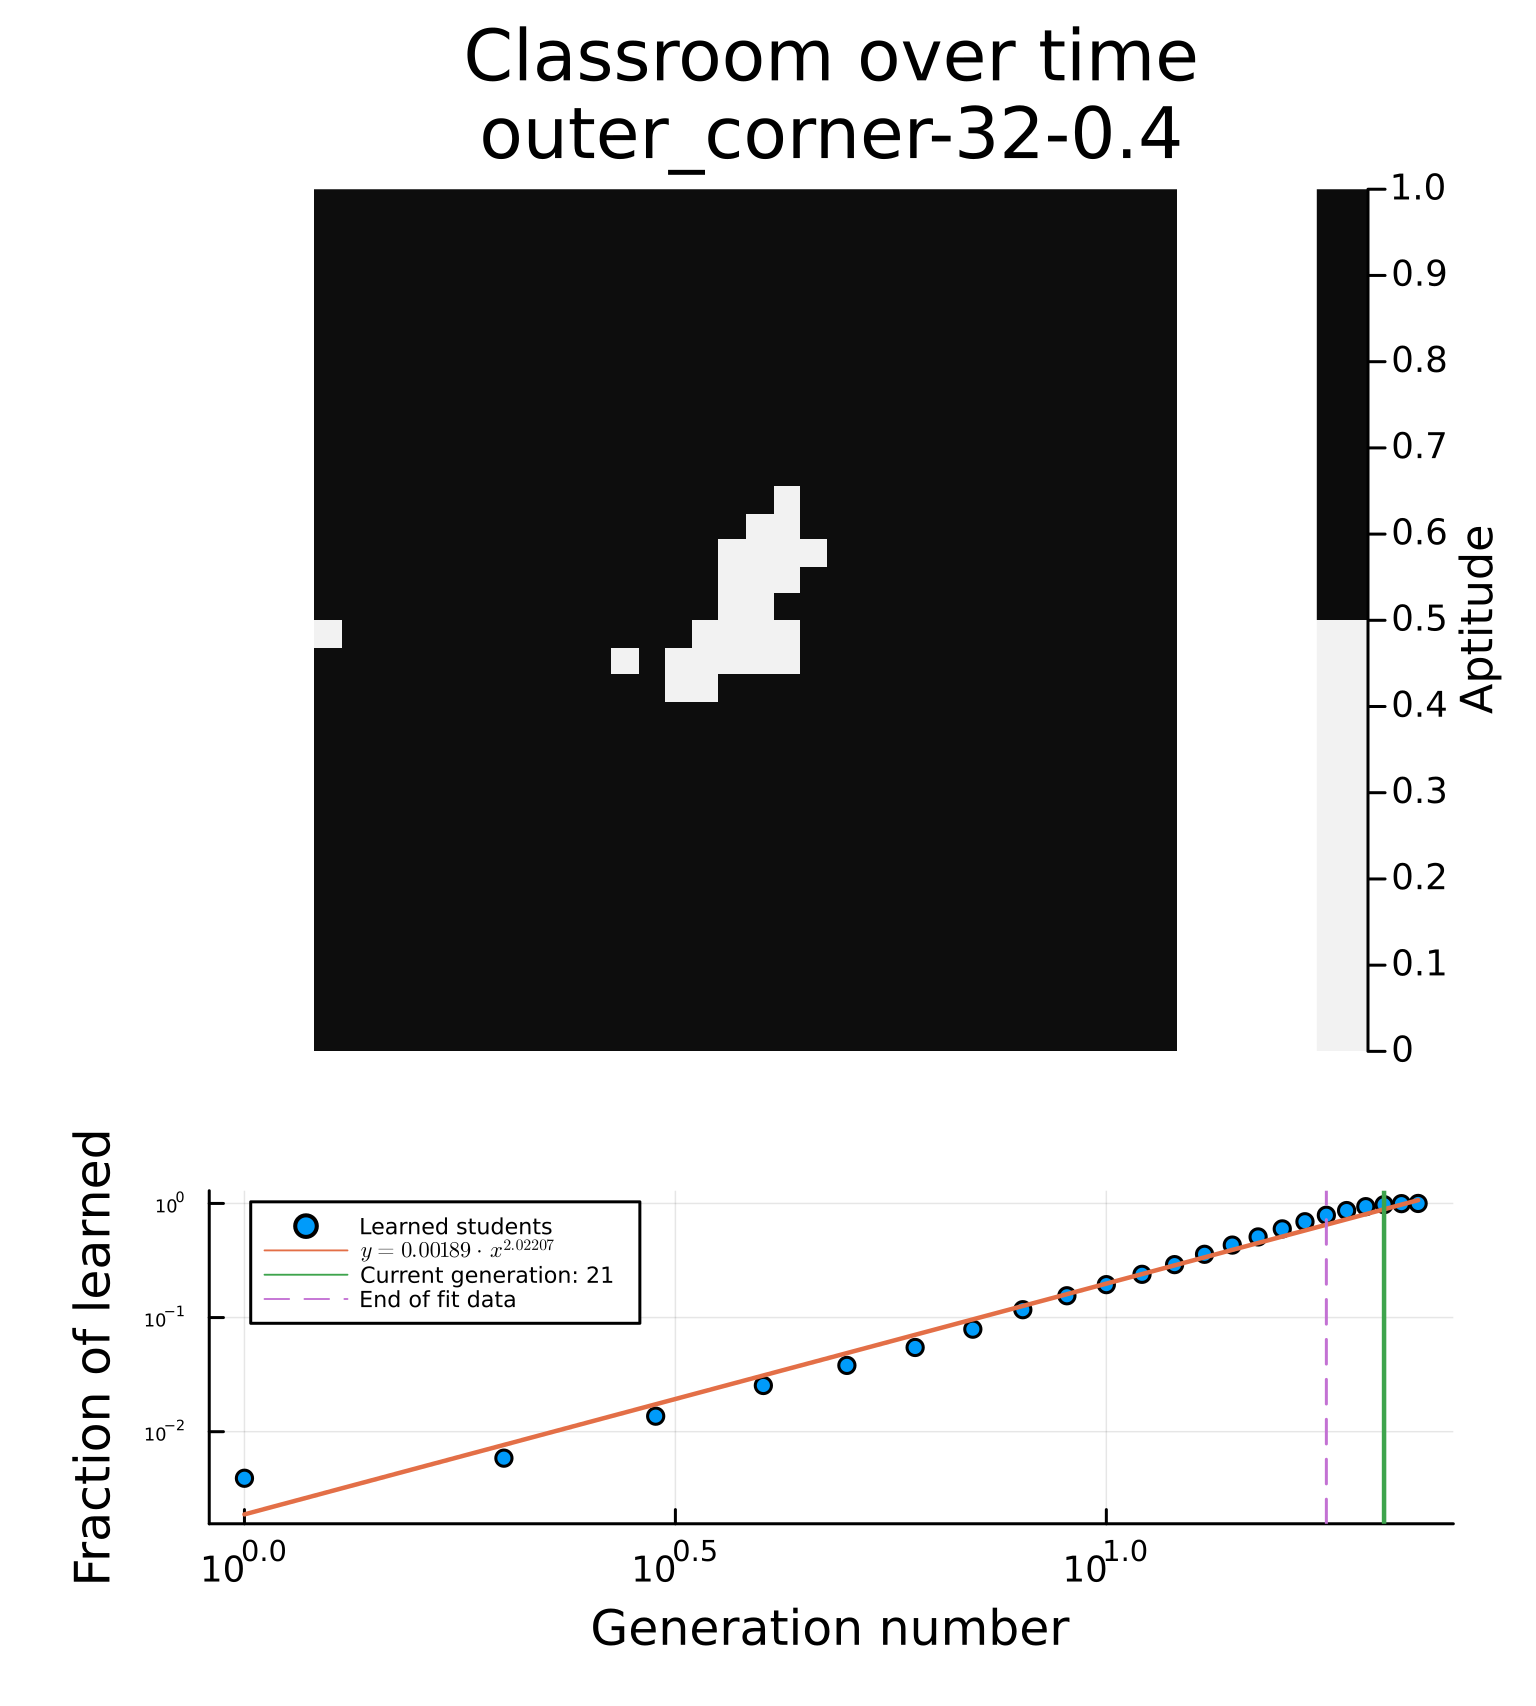 Classroom over time
outer_corner-32-0.4
1.0
0.9
0.8
0.7
0.6
0.5
0.4
0.3
0.2
0.1
0
Aptitude
Fraction of learned
10⁰
10⁻¹
10⁻²
Learned students
y = 0.00189 · x^2.02207
Current generation: 21
End of fit data
10^0.0
10^0.5
10^1.0
Generation number